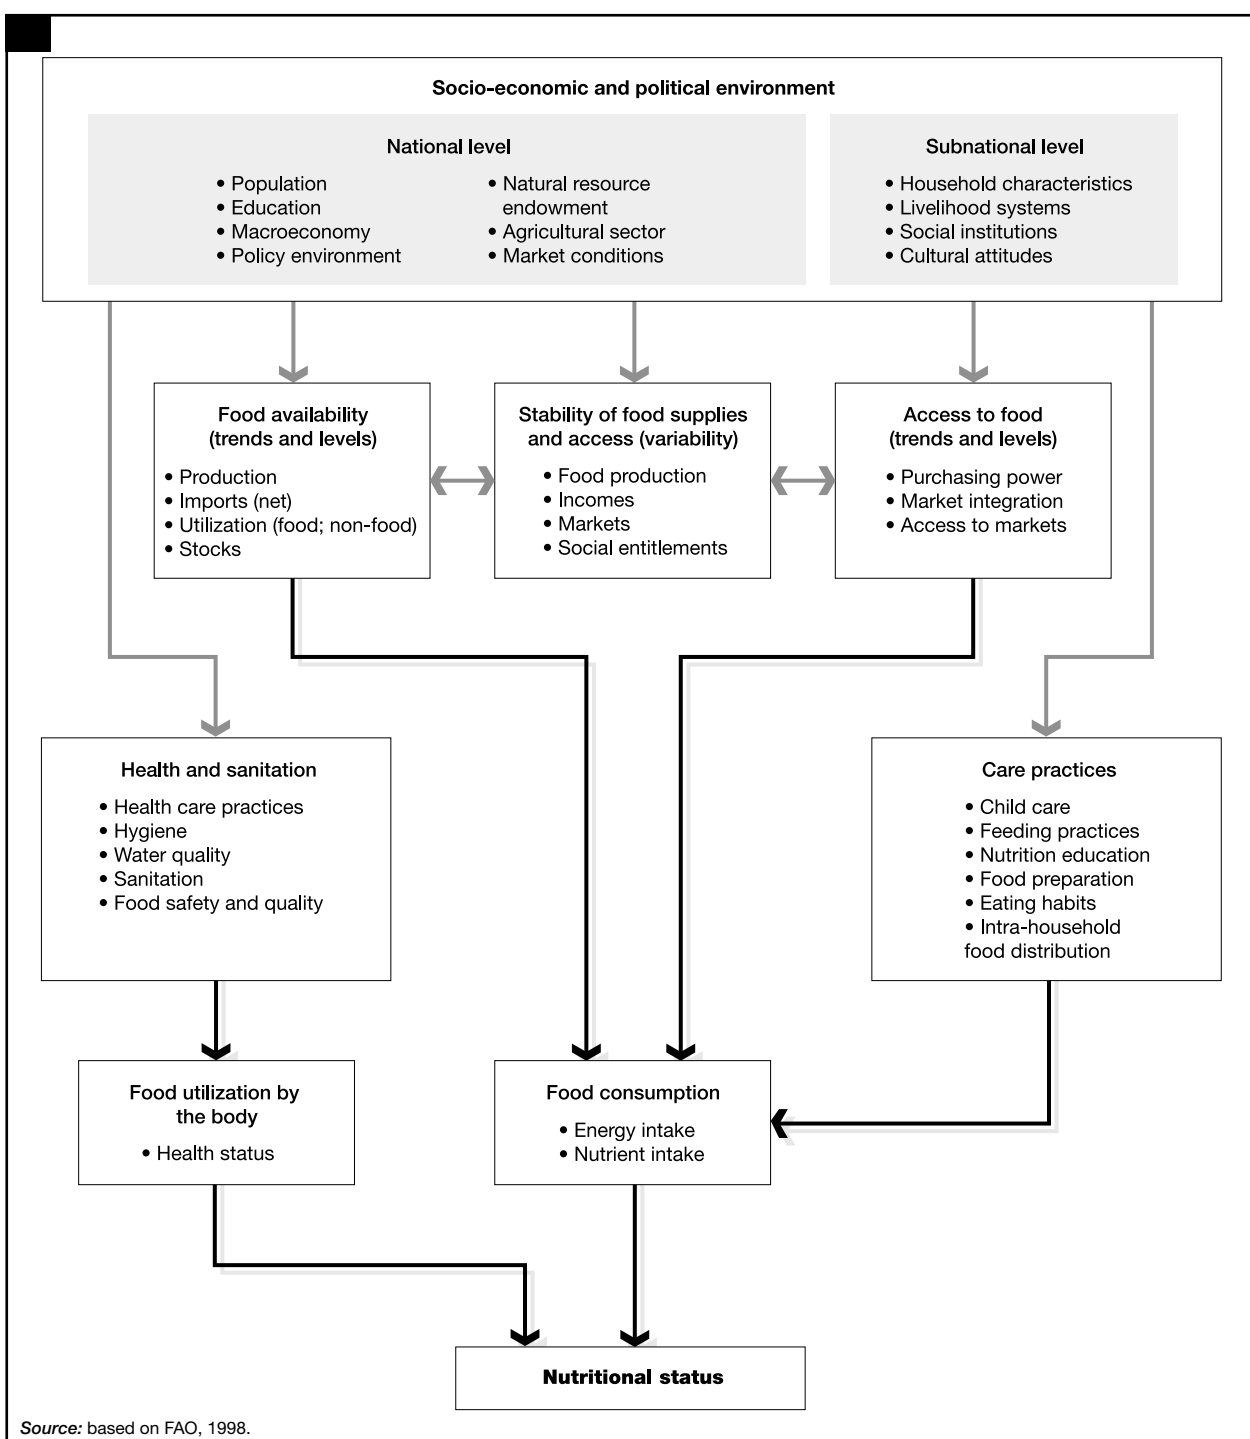 Socio-economic and political environment
National level
• Population
• Education
• Macroeconomy
• Policy environment
• Natural resource
endowment
• Agricultural sector
• Market conditions
Subnational level
• Household characteristics
• Livelihood systems
• Social institutions
• Cultural attitudes
Food availability
(trends and levels)
• Production
• Imports (net)
• Utilization (food; non-food)
• Stocks
Stability of food supplies
and access (variability)
• Food production
• Incomes
• Markets
• Social entitlements
Access to food
(trends and levels)
• Purchasing power
• Market integration
• Access to markets
Health and sanitation
• Health care practices
• Hygiene
• Water quality
• Sanitation
• Food safety and quality
Care practices
• Child care
• Feeding practices
• Nutrition education
• Food preparation
• Eating habits
• Intra-household
food distribution
Food utilization by
the body
• Health status
Food consumption
• Energy intake
• Nutrient intake
Nutritional status
Source: based on FAO, 1998.